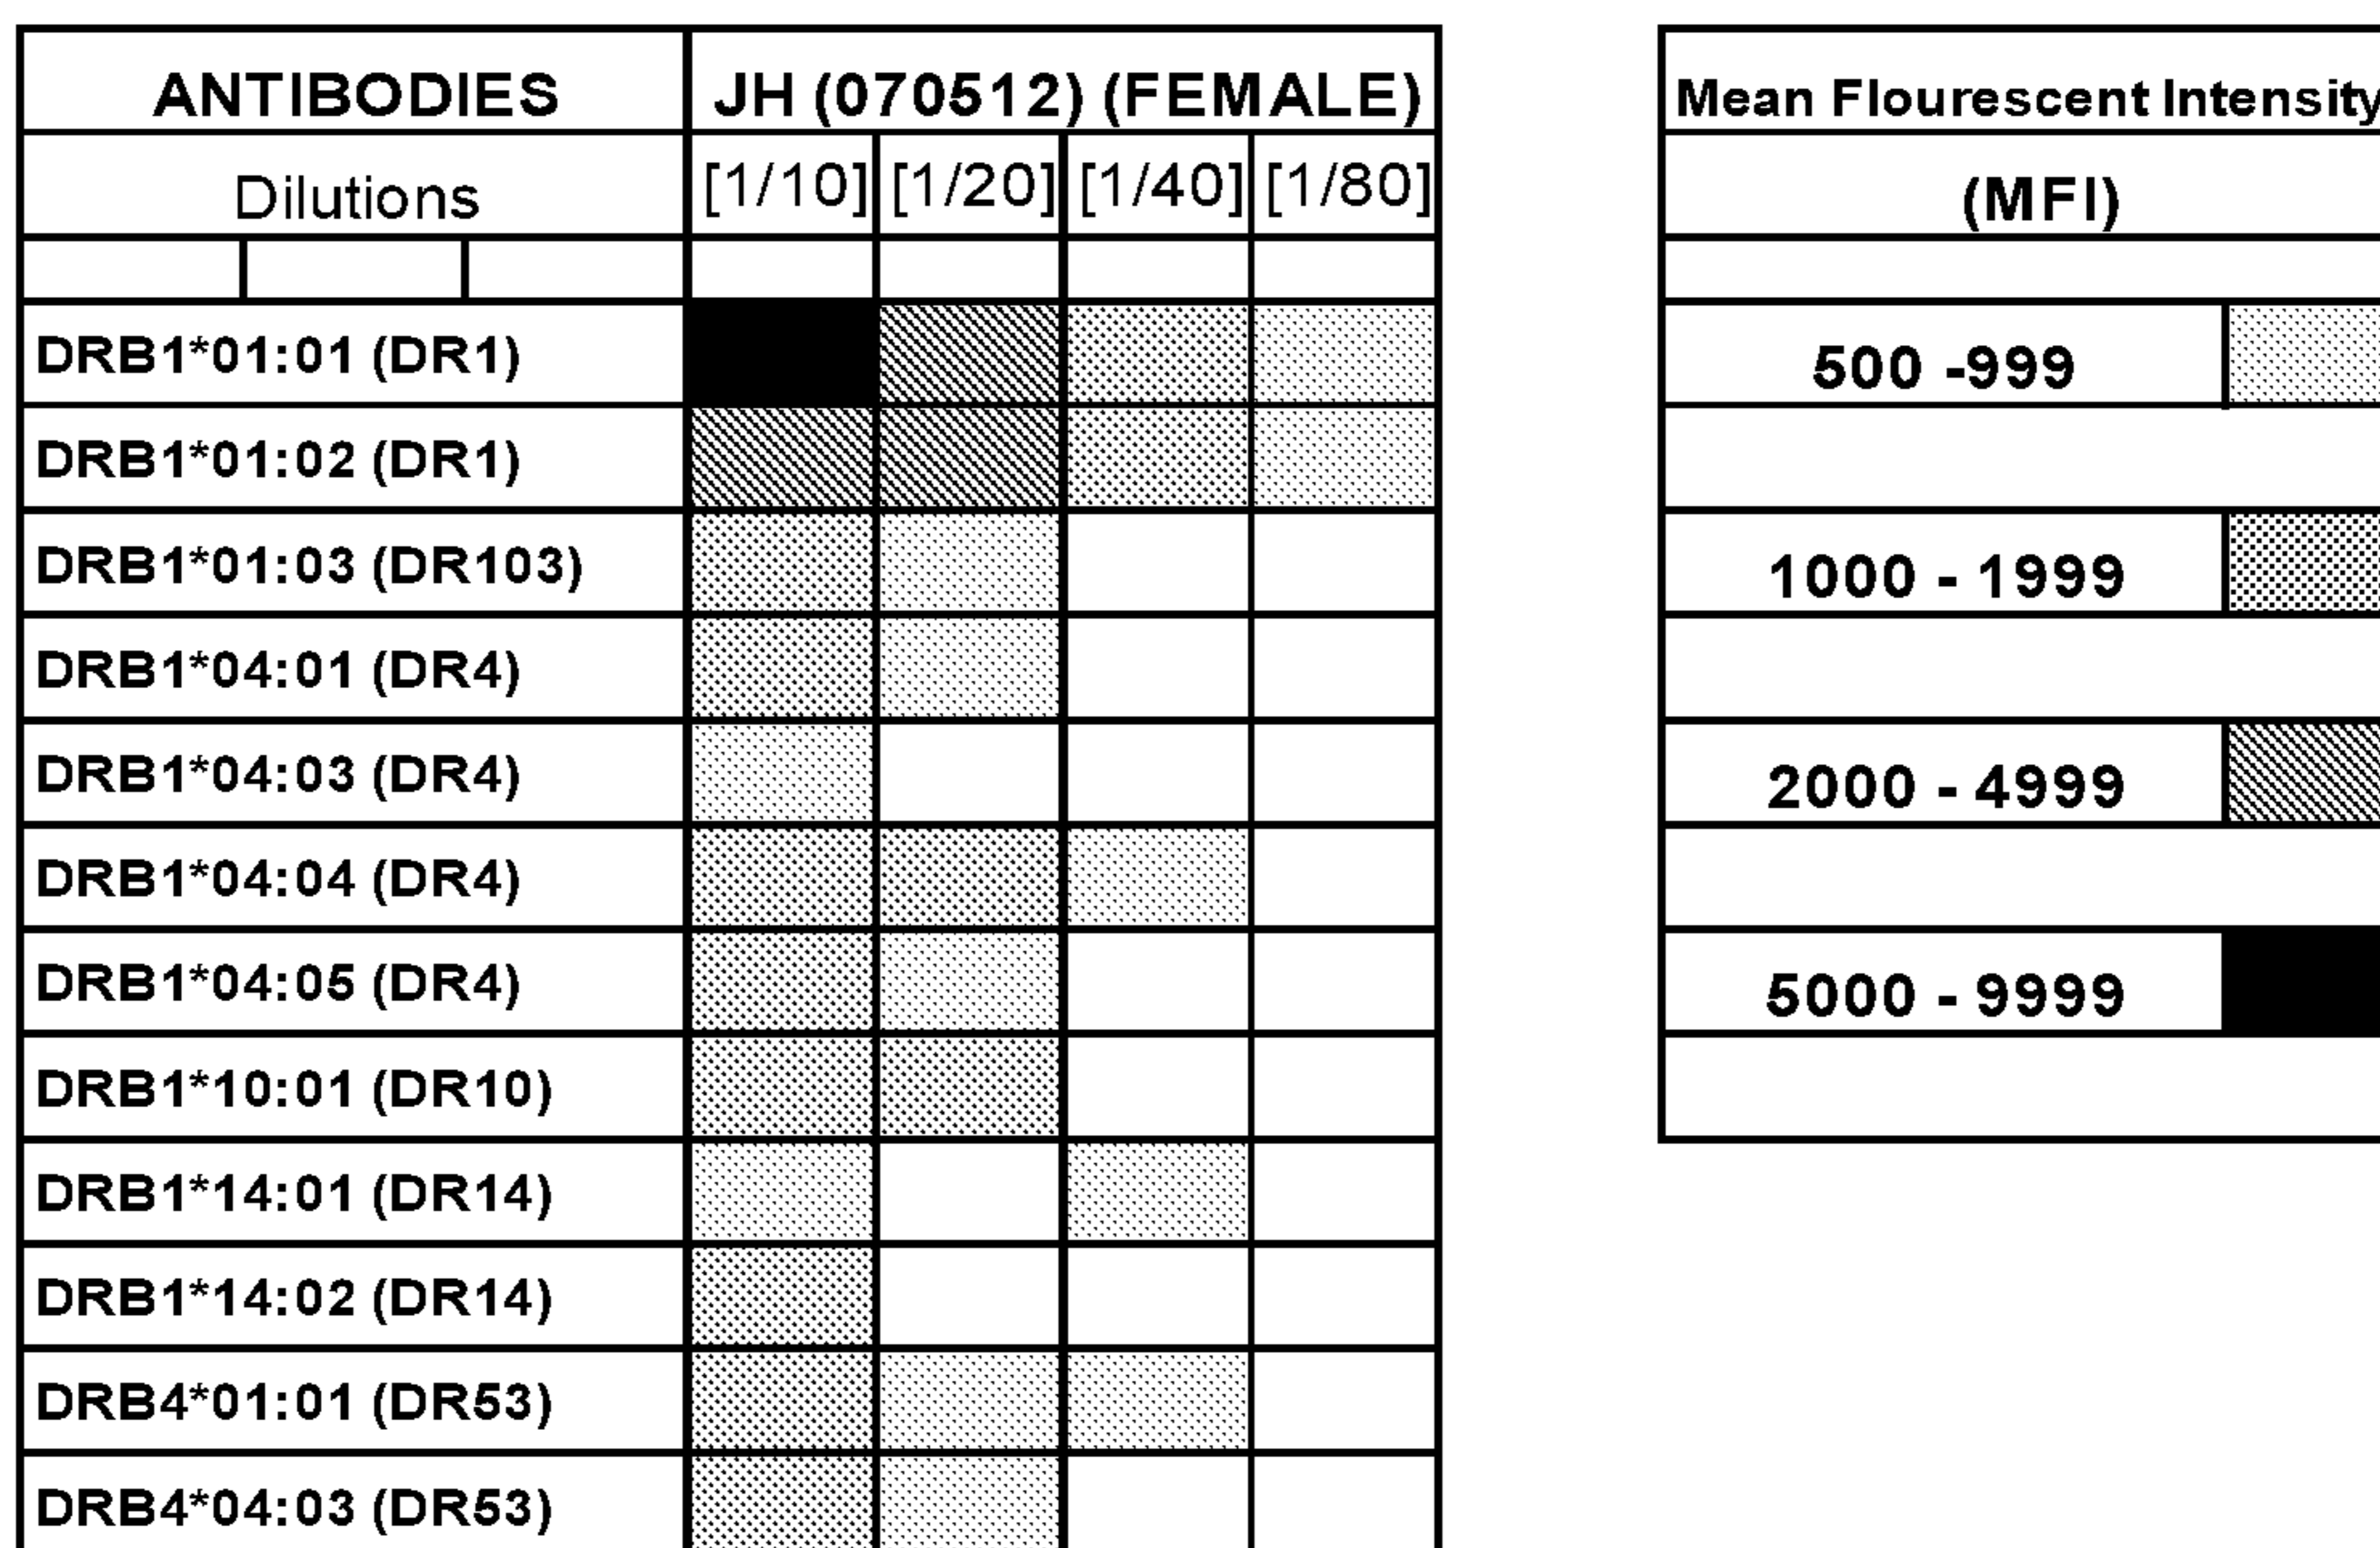 ANTIBODIES JH (070512) (FEMALE)
Dilutions [1/10] [1/20] [1/40] [1/80]
DRB1*01:01 (DR1)
DRB1*01:02 (DR1)
DRB1*01:03 (DR103)
DRB1*04:01 (DR4)
DRB1*04:03 (DR4)
DRB1*04:04 (DR4)
DRB1*04:05 (DR4)
DRB1*10:01 (DR10)
DRB1*14:01 (DR14)
DRB1*14:02 (DR14)
DRB4*01:01 (DR53)
DRB4*04:03 (DR53)
Mean Flourescent Intensity
(MFI)
500 -999
1000 - 1999
2000 - 4999
5000 - 9999